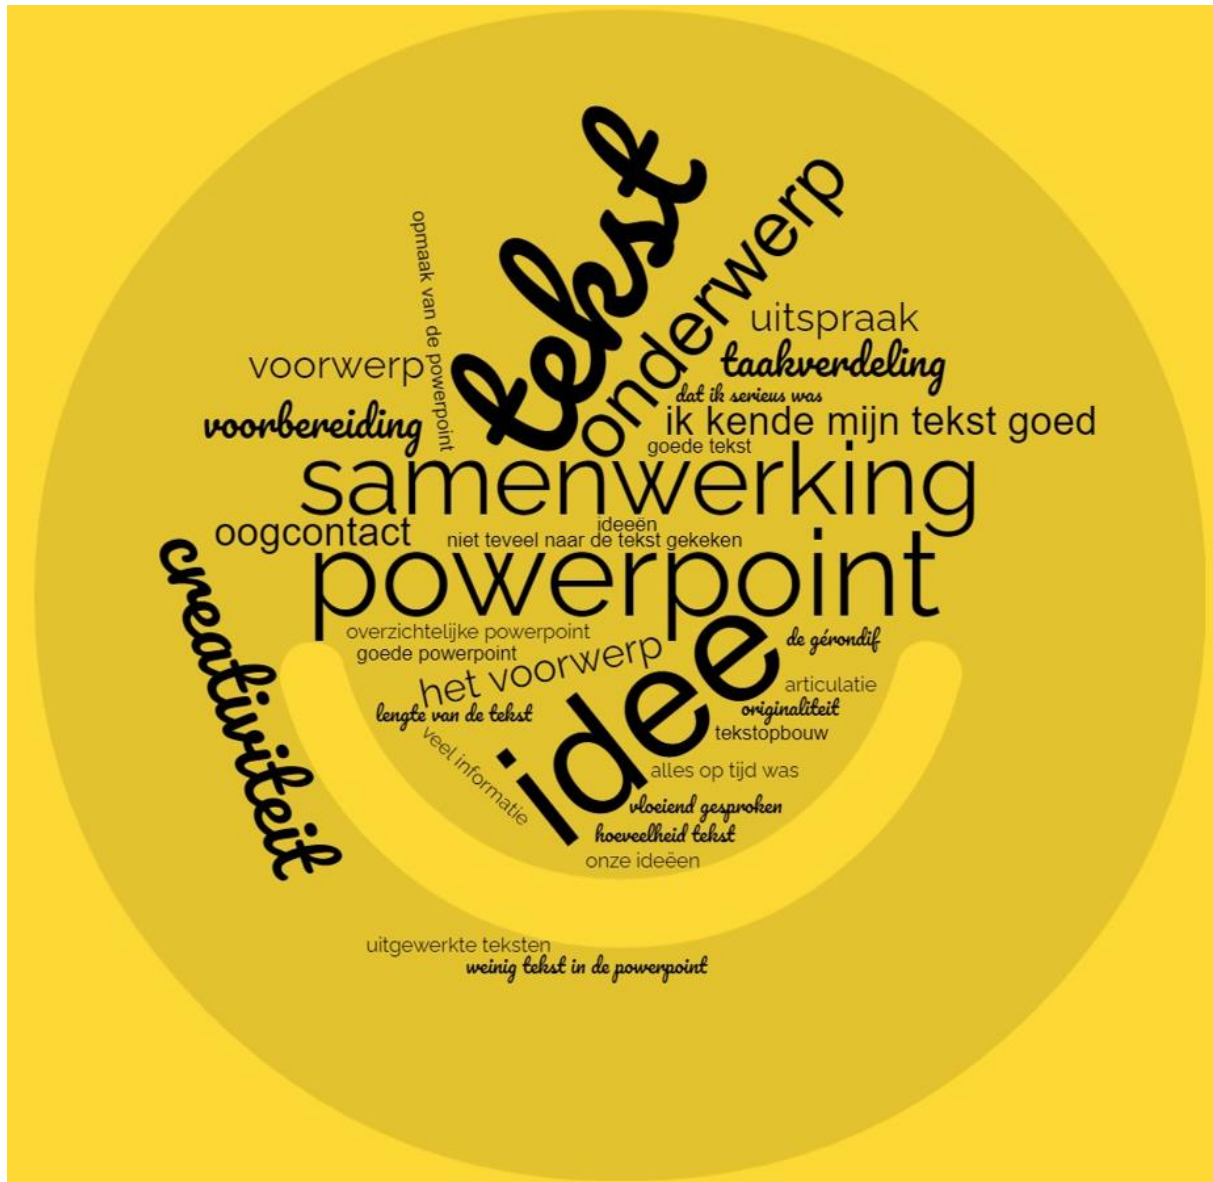 tekst
onderwerp
opmaak van de powerpoint
uitspraak
voorwerp
taakverdeling
dat ik serieus was
voorbereiding
ik kende mijn tekst goed
goede tekst
samenwerking
oogcontact
ideeën
niet teveel naar de tekst gekeken
creativiteit
powerpoint
overzichtelijke powerpoint
de gérondif
goede powerpoint
het voorwerp
idee
articulatie
lengte van de tekst
originaliteit
veel informatie
tekstopbouw
alles op tijd was
vloeiend gesproken
hoeveelheid tekst
onze ideëen
uitgewerkte teksten
weinig tekst in de powerpoint